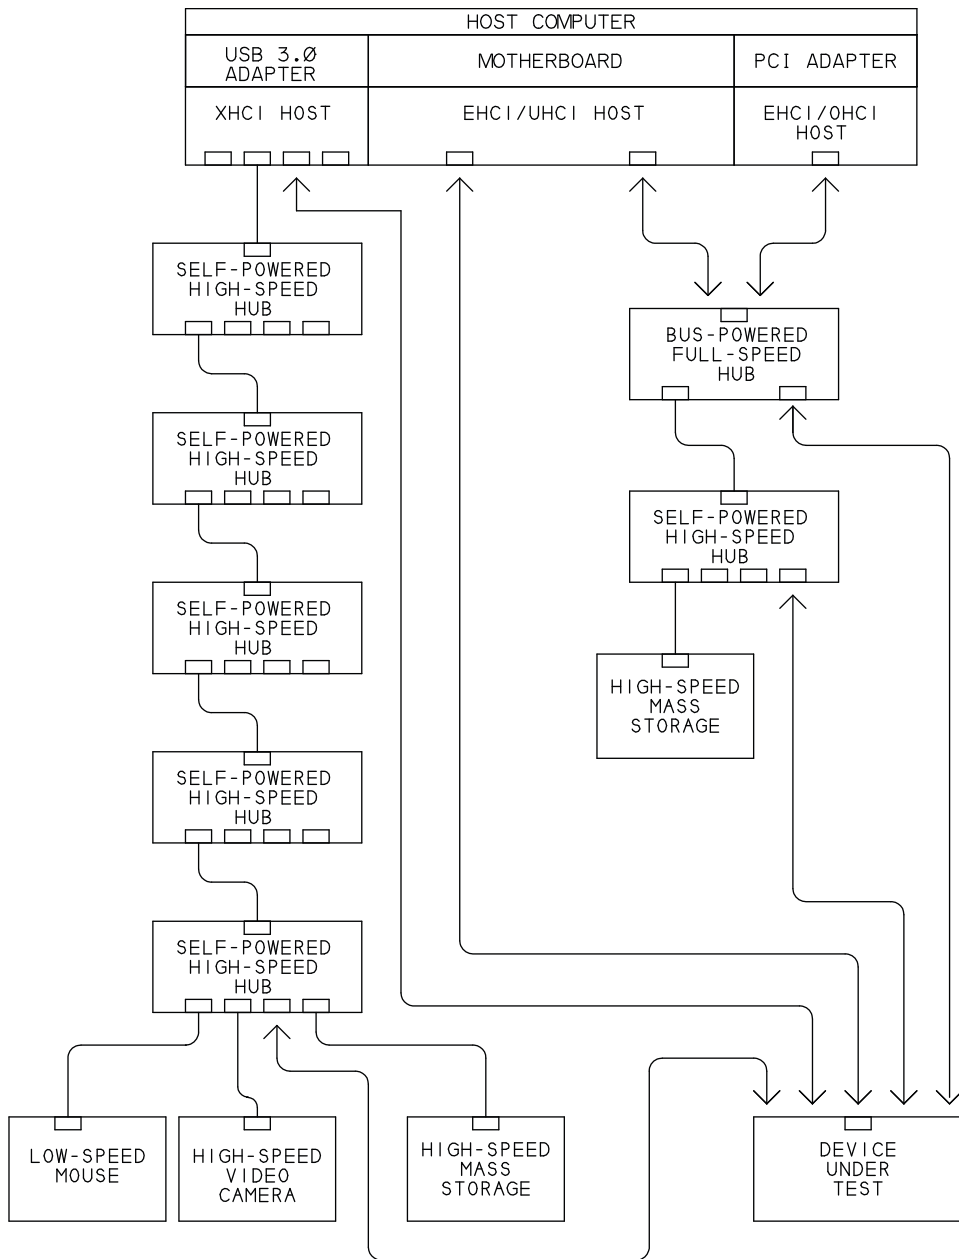 HOST COMPUTER
USB 3.0
ADAPTER
MOTHERBOARD
PCI ADAPTER
XHCI HOST
EHCI/UHCI HOST
EHCI/OHCI
HOST
SELF-POWERED
HIGH-SPEED
HUB
BUS-POWERED
FULL-SPEED
HUB
SELF-POWERED
HIGH-SPEED
HUB
SELF-POWERED
HIGH-SPEED
HUB
SELF-POWERED
HIGH-SPEED
HUB
HIGH-SPEED
MASS
STORAGE
SELF-POWERED
HIGH-SPEED
HUB
SELF-POWERED
HIGH-SPEED
HUB
LOW-SPEED
MOUSE
HIGH-SPEED
VIDEO
CAMERA
HIGH-SPEED
MASS
STORAGE
DEVICE
UNDER
TEST